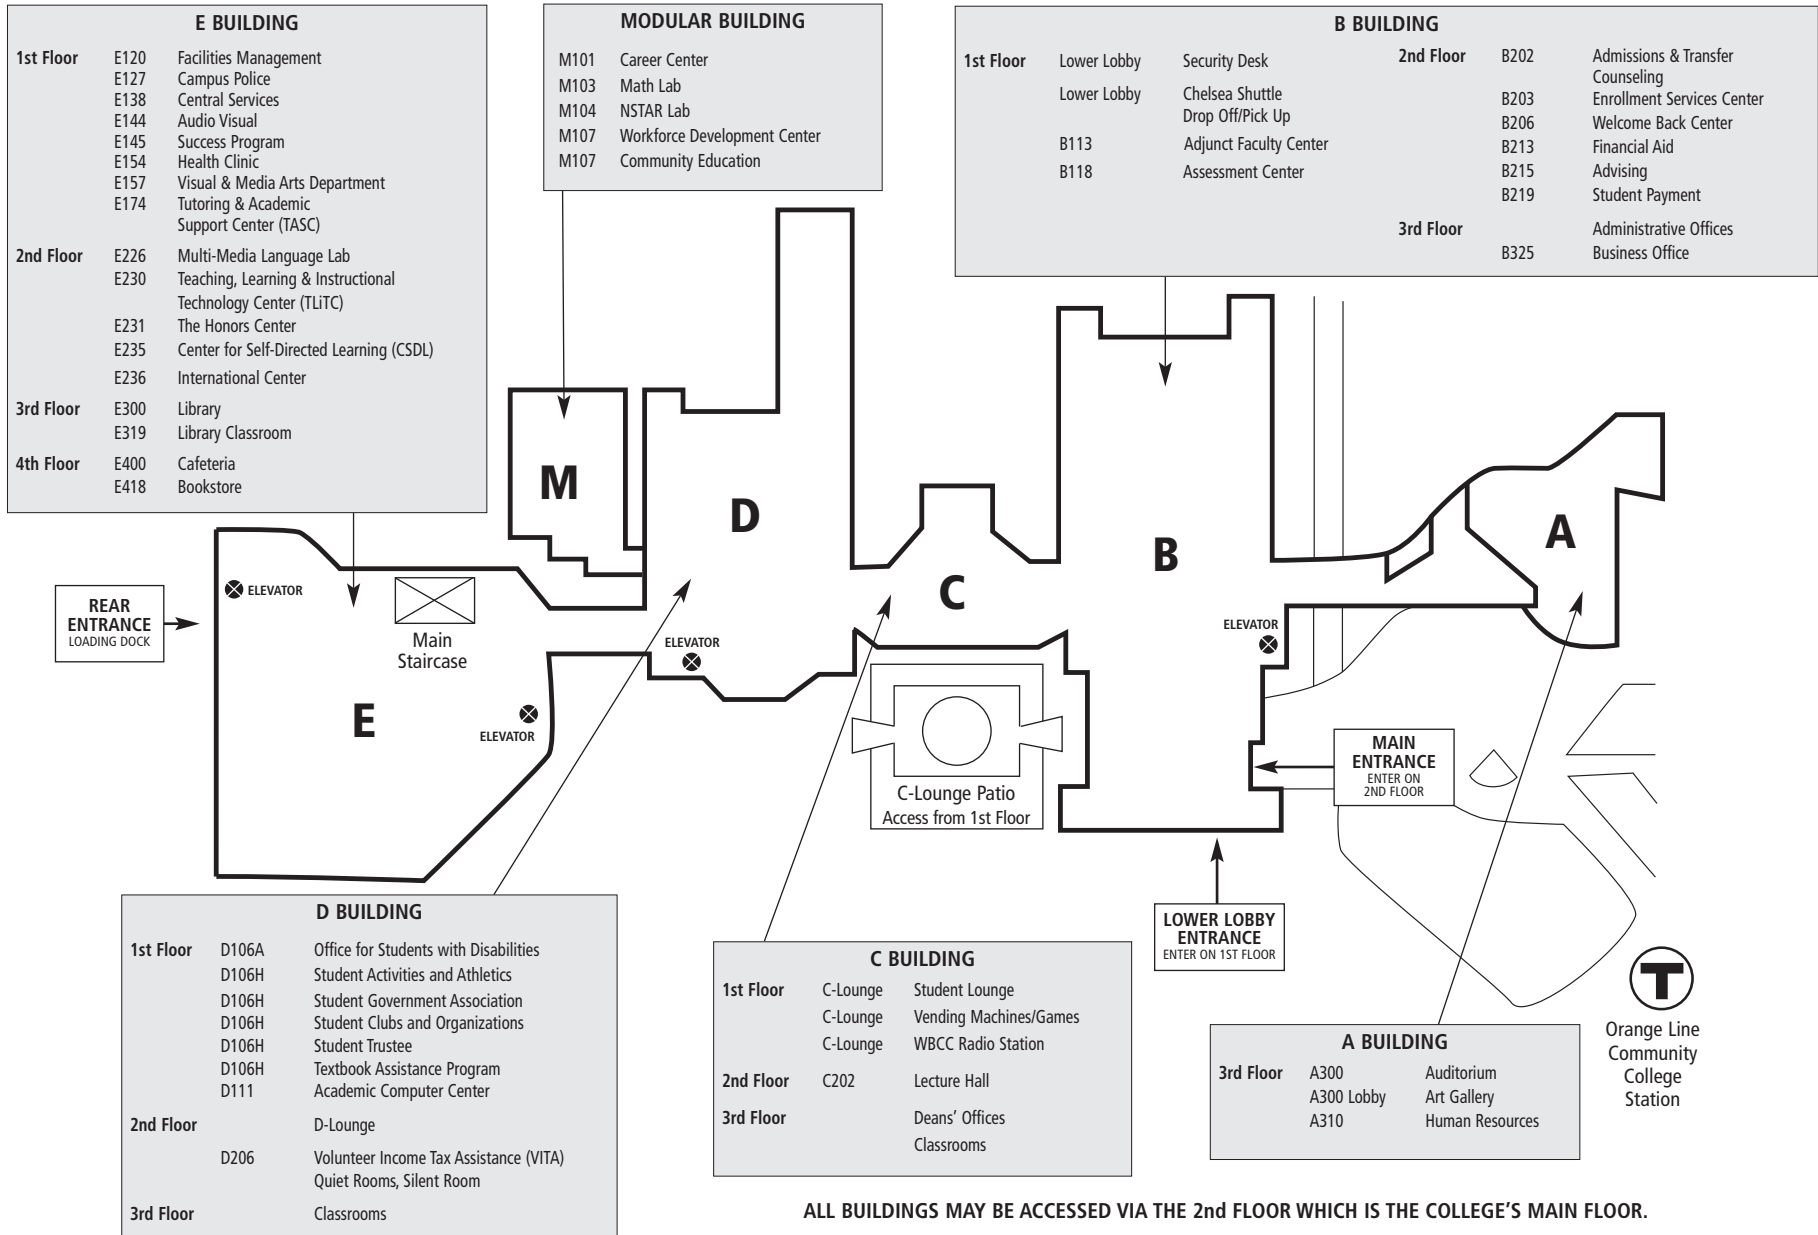 E BUILDING
1st Floor E120 Facilities Management
E127 Campus Police
E138 Central Services
E144 Audio Visual
E145 Success Program
E154 Health Clinic
E157 Visual & Media Arts Department
E174 Tutoring & Academic
Support Center (TASC)
2nd Floor E226 Multi-Media Language Lab
E230 Teaching, Learning & Instructional
Technology Center (TLiTC)
E231 The Honors Center
E235 Center for Self-Directed Learning (CSDL)
E236 International Center
3rd Floor E300 Library
E319 Library Classroom
4th Floor E400 Cafeteria
E418 Bookstore
MODULAR BUILDING
M101 Career Center
M103 Math Lab
M104 NSTAR Lab
M107 Workforce Development Center
M107 Community Education
B BUILDING
1st Floor Lower Lobby Security Desk
Lower Lobby Chelsea Shuttle
Drop Off/Pick Up
B113 Adjunct Faculty Center
B118 Assessment Center
2nd Floor B202 Admissions & Transfer
Counseling
B203 Enrollment Services Center
B206 Welcome Back Center
B213 Financial Aid
B215 Advising
B219 Student Payment
3rd Floor Administrative Offices
B325 Business Office
M
D
C
B
A
E
REAR
ENTRANCE
LOADING DOCK
ELEVATOR
Main
Staircase
ELEVATOR
ELEVATOR
ELEVATOR
C-Lounge Patio
Access from 1st Floor
MAIN
ENTRANCE
ENTER ON
2ND FLOOR
LOWER LOBBY
ENTRANCE
ENTER ON 1ST FLOOR
D BUILDING
1st Floor D106A Office for Students with Disabilities
D106H Student Activities and Athletics
D106H Student Government Association
D106H Student Clubs and Organizations
D106H Student Trustee
D106H Textbook Assistance Program
D111 Academic Computer Center
2nd Floor D-Lounge
D206 Volunteer Income Tax Assistance (VITA)
Quiet Rooms, Silent Room
3rd Floor Classrooms
C BUILDING
1st Floor C-Lounge Student Lounge
C-Lounge Vending Machines/Games
C-Lounge WBCC Radio Station
2nd Floor C202 Lecture Hall
3rd Floor Deans' Offices
Classrooms
A BUILDING
3rd Floor A300 Auditorium
A300 Lobby Art Gallery
A310 Human Resources
T
Orange Line
Community
College
Station
ALL BUILDINGS MAY BE ACCESSED VIA THE 2nd FLOOR WHICH IS THE COLLEGE'S MAIN FLOOR.